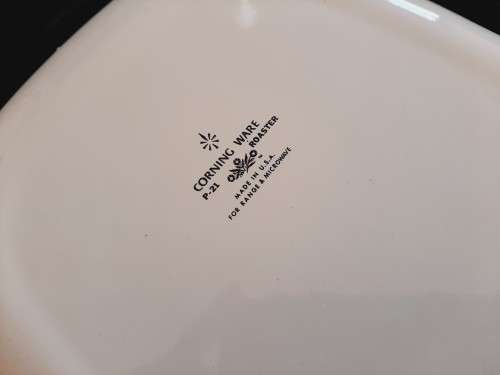 CORNING WARE
P-21 ROASTER
MADE IN U.S.A.
FOR RANGE & MICROWAVE